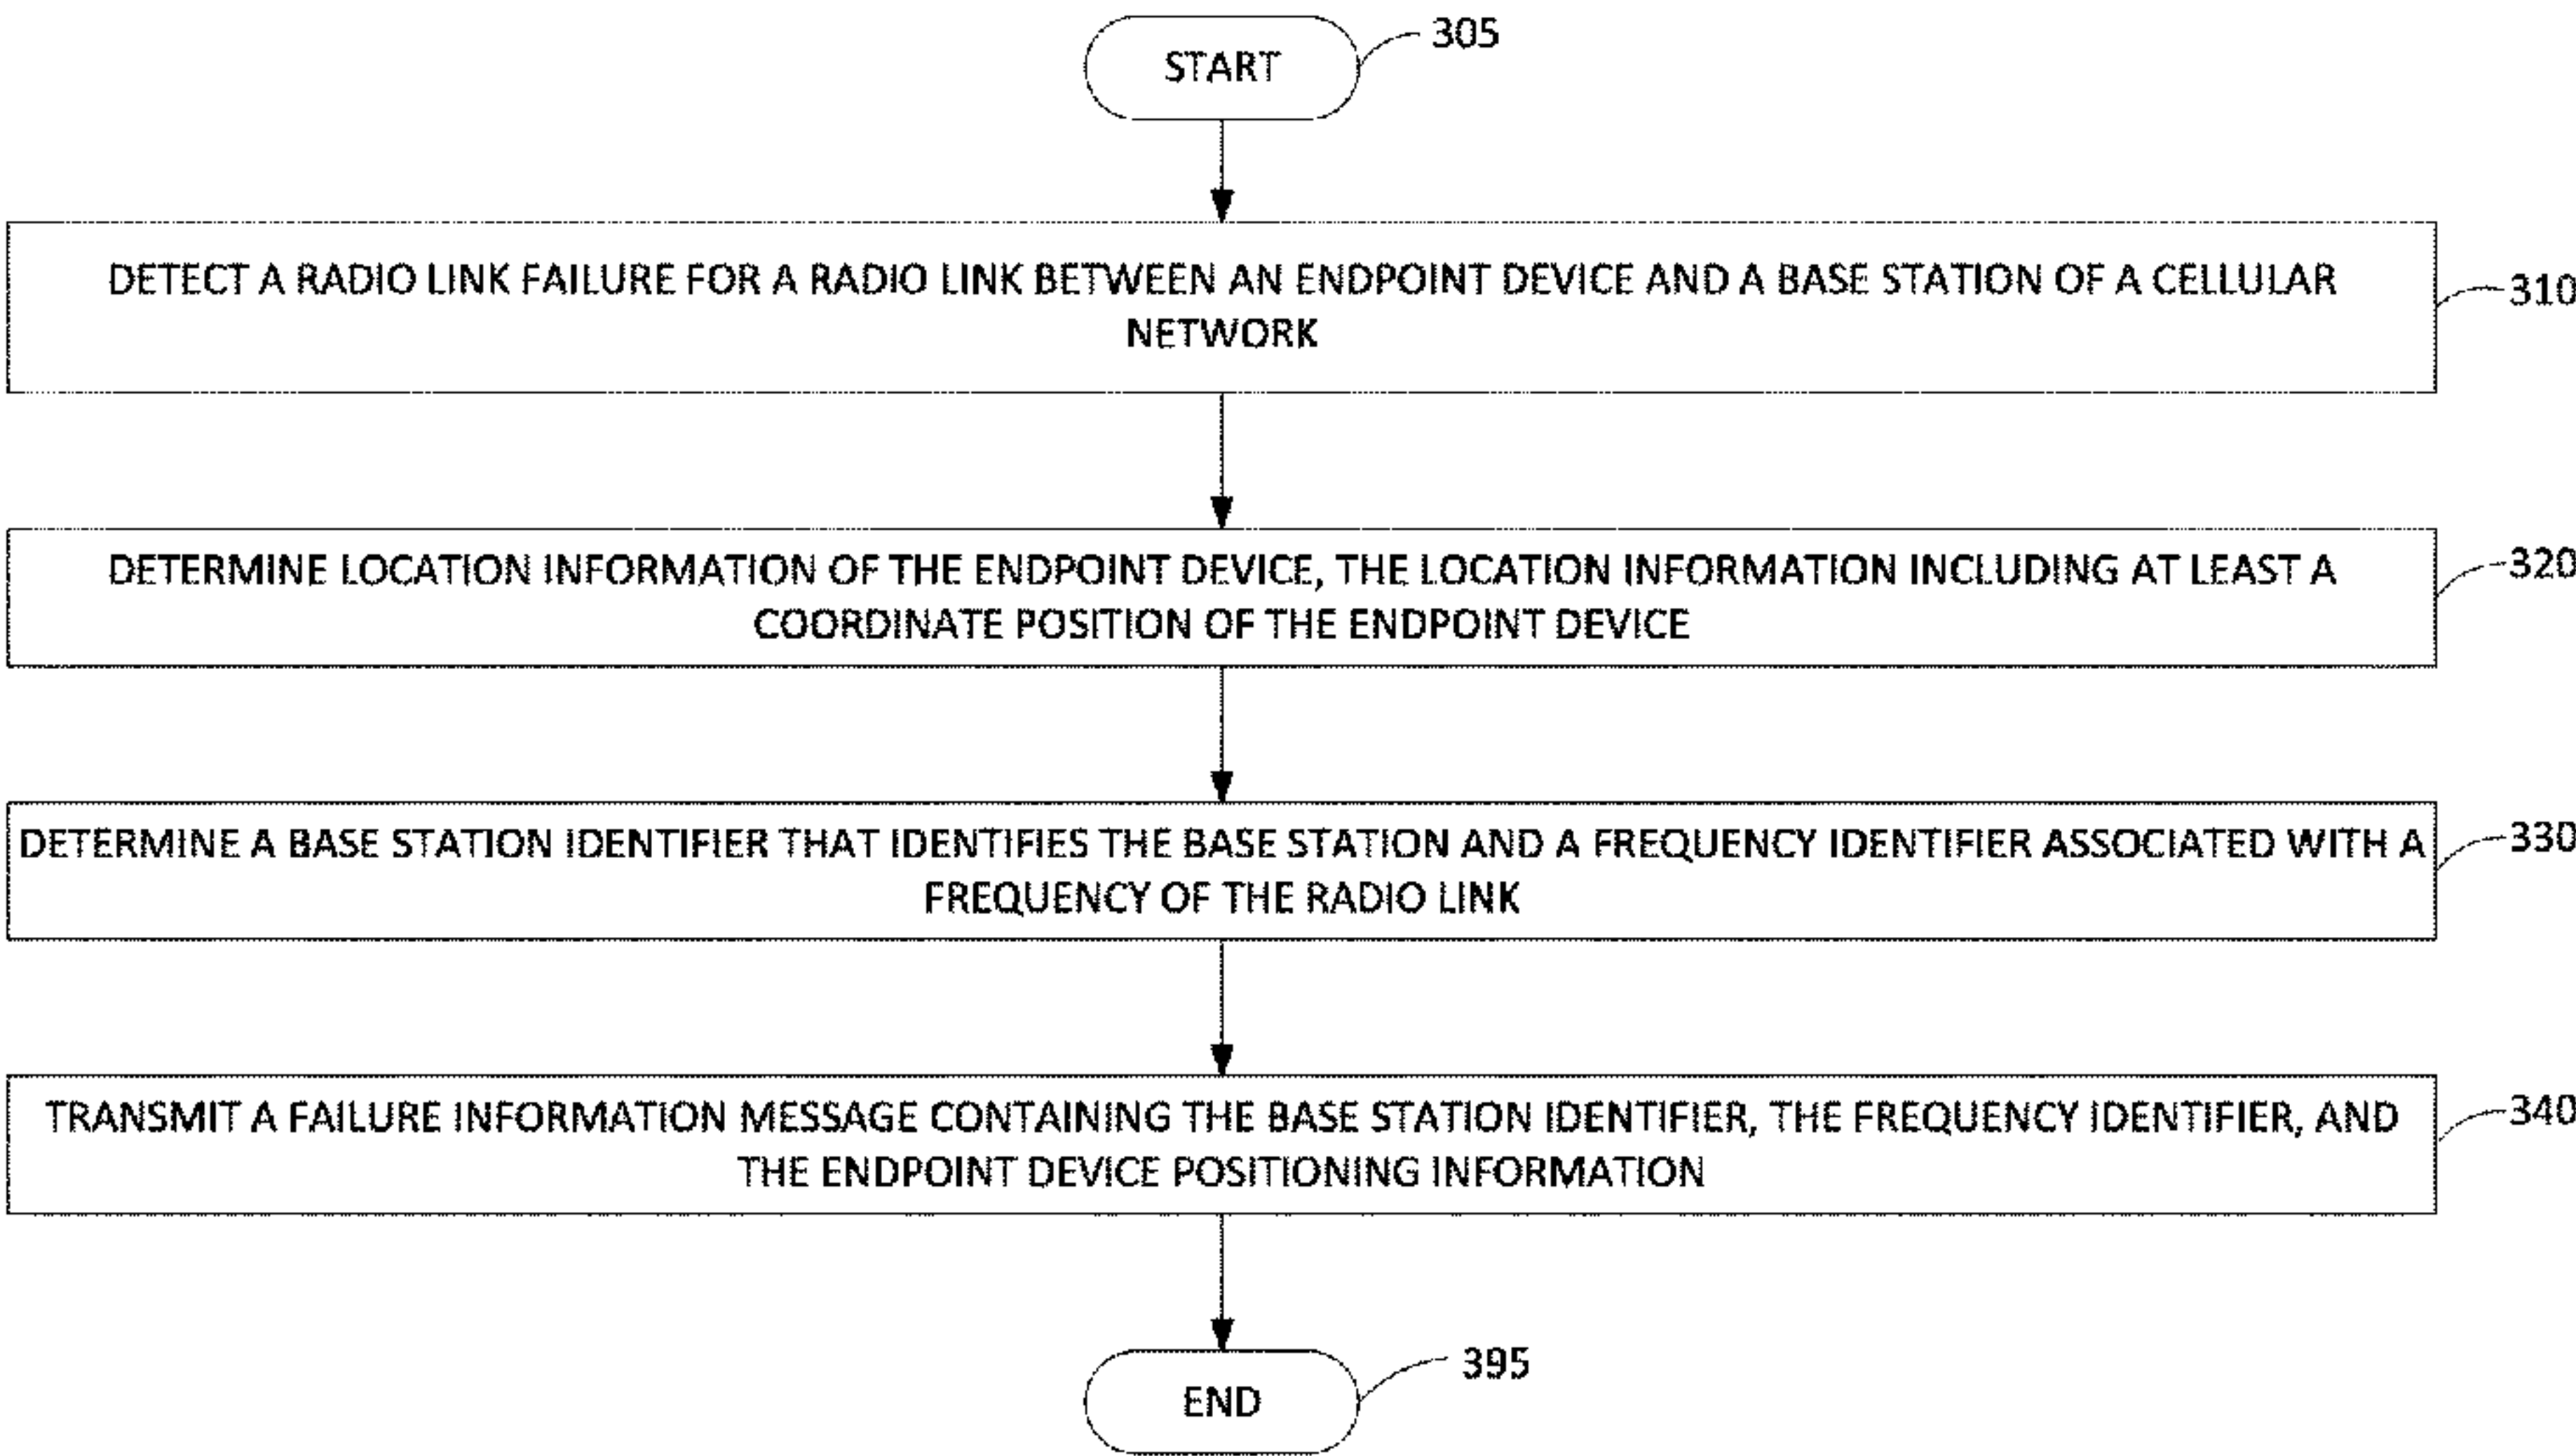 START
305
DETECT A RADIO LINK FAILURE FOR A RADIO LINK BETWEEN AN ENDPOINT DEVICE AND A BASE STATION OF A CELLULAR
NETWORK
310
DETERMINE LOCATION INFORMATION OF THE ENDPOINT DEVICE, THE LOCATION INFORMATION INCLUDING AT LEAST A
COORDINATE POSITION OF THE ENDPOINT DEVICE
320
DETERMINE A BASE STATION IDENTIFIER THAT IDENTIFIES THE BASE STATION AND A FREQUENCY IDENTIFIER ASSOCIATED WITH A
FREQUENCY OF THE RADIO LINK
330
TRANSMIT A FAILURE INFORMATION MESSAGE CONTAINING THE BASE STATION IDENTIFIER, THE FREQUENCY IDENTIFIER, AND
THE ENDPOINT DEVICE POSITIONING INFORMATION
340
END
395